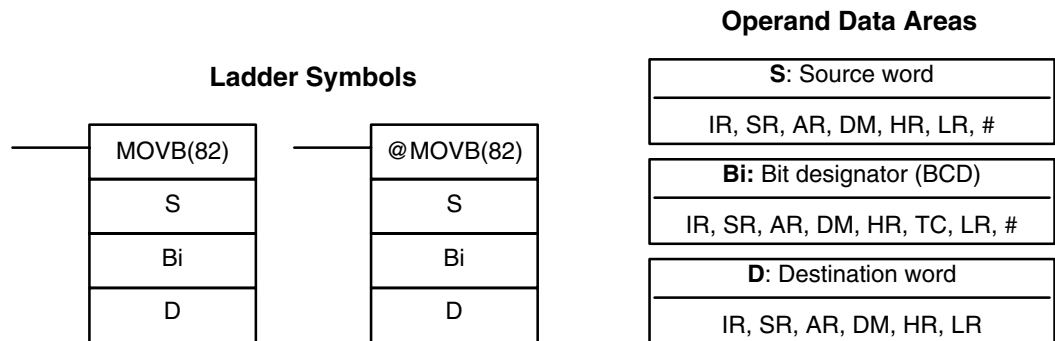 Ladder Symbols
MOVB(82)
S
Bi
D
@MOVB(82)
S
Bi
D
Operand Data Areas
S: Source word
IR, SR, AR, DM, HR, LR, #
Bi: Bit designator (BCD)
IR, SR, AR, DM, HR, TC, LR, #
D: Destination word
IR, SR, AR, DM, HR, LR